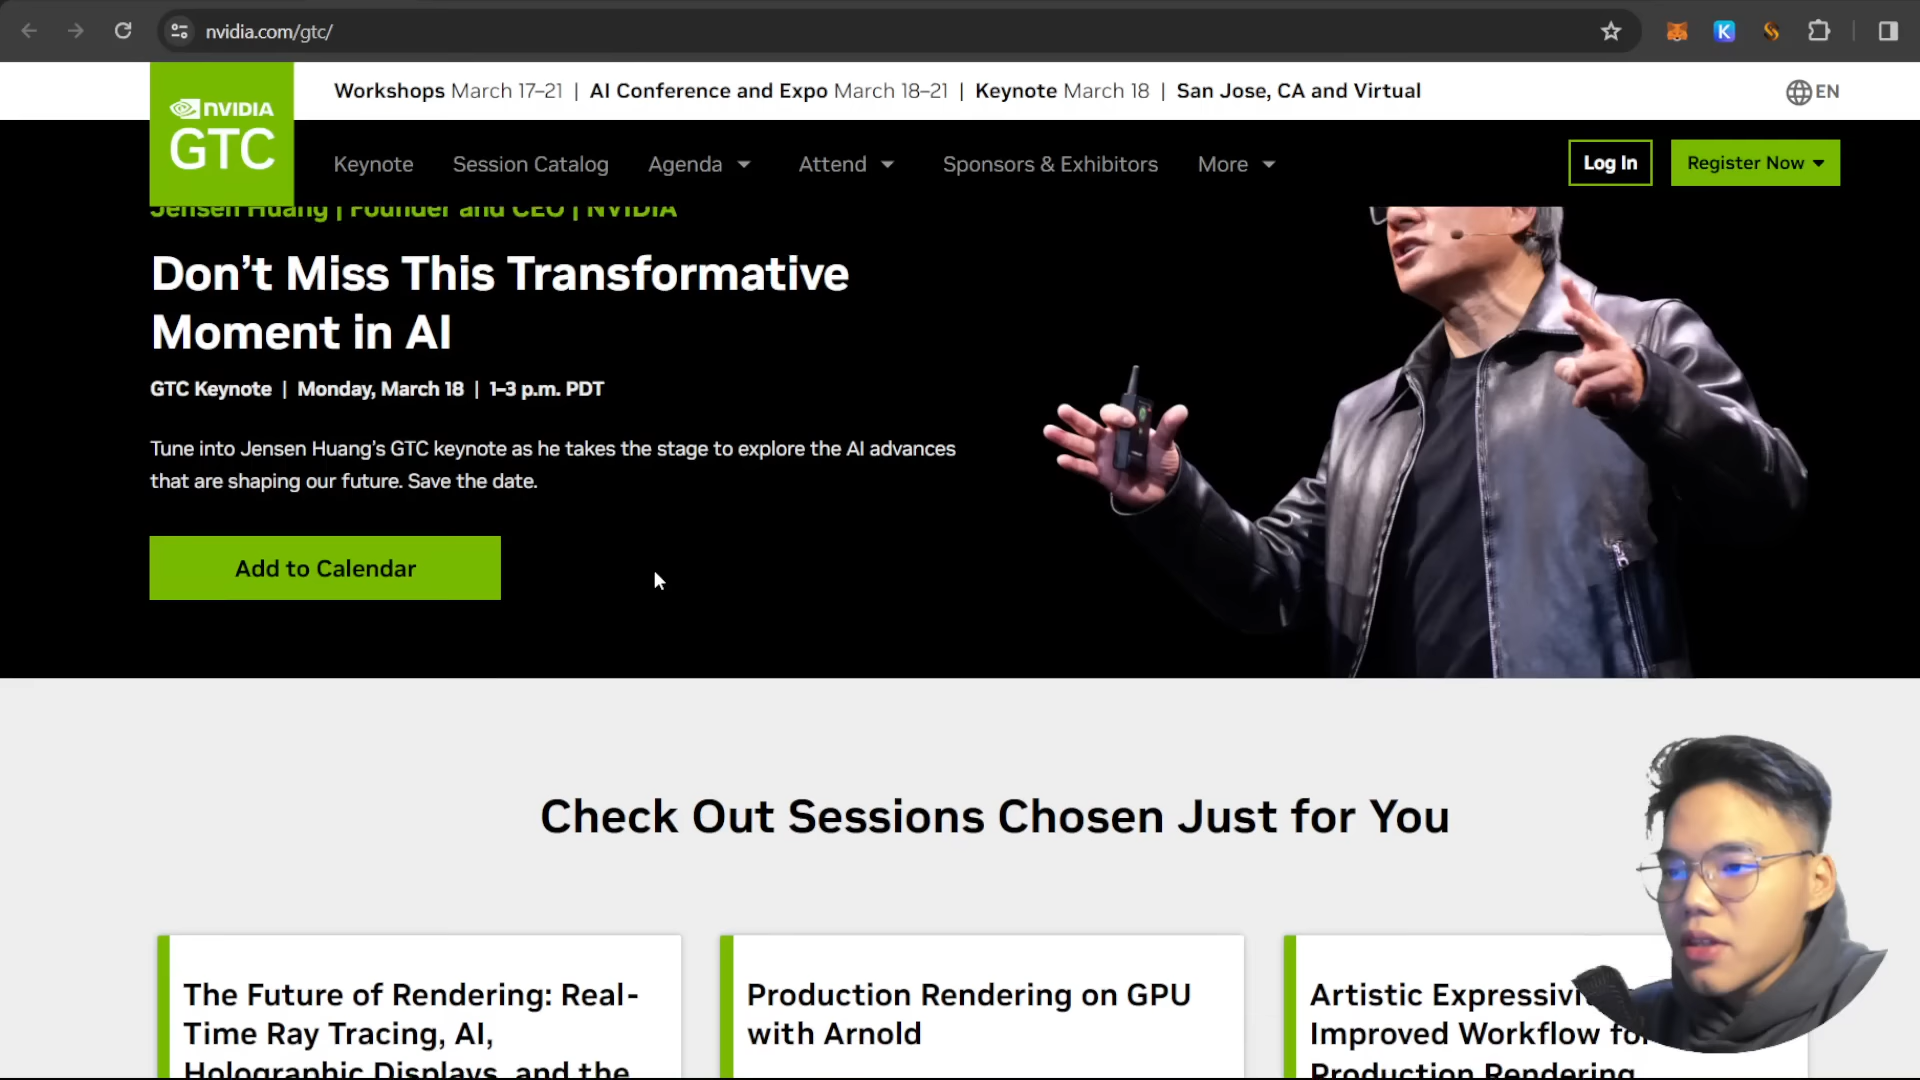 nvidia.com/gtc/
K
Workshops March 17–21 | AI Conference and Expo March 18–21 | Keynote March 18 | San Jose, CA and Virtual
EN
NVIDIA
GTC
Keynote
Session Catalog
Agenda
Attend
Sponsors & Exhibitors
More
Log In
Register Now
Jensen Huang | Founder and CEO | NVIDIA
Don’t Miss This Transformative
Moment in AI
GTC Keynote | Monday, March 18 | 1–3 p.m. PDT
Tune into Jensen Huang’s GTC keynote as he takes the stage to explore the AI advances
that are shaping our future. Save the date.
Add to Calendar
Check Out Sessions Chosen Just for You
The Future of Rendering: Real-
Time Ray Tracing, AI,
Holographic Displays, and the
Production Rendering on GPU
with Arnold
Artistic
Improved Workflow
Production Rendering